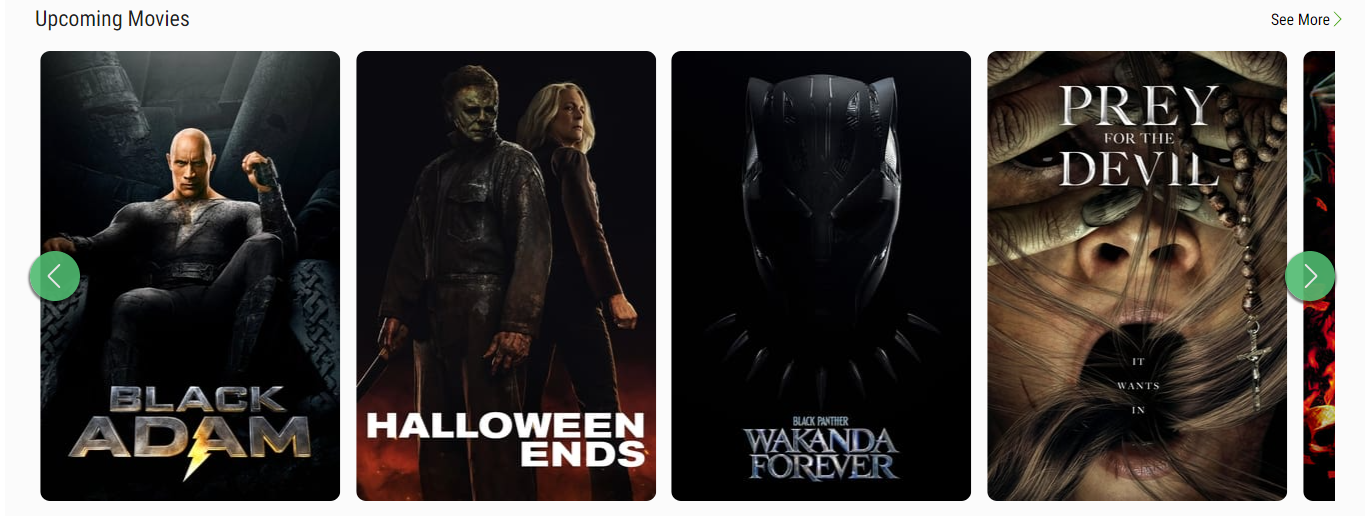 Upcoming Movies
See More
BLACK
ADAM
HALLOWEEN
ENDS
BLACK PANTHER
WAKANDA
FOREVER
PREY
FOR THE
DEVIL
IT
WANTS
IN